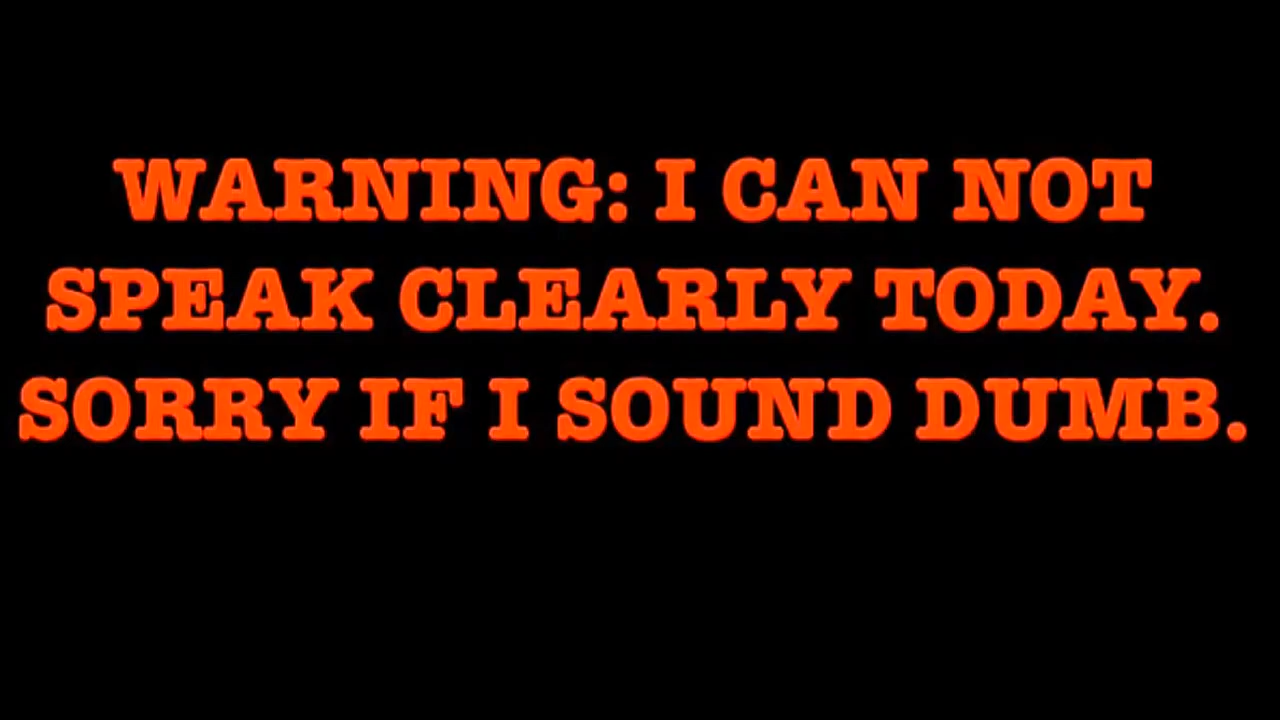 WARNING: I CAN NOT
SPEAK CLEARLY TODAY.
SORRY IF I SOUND DUMB.